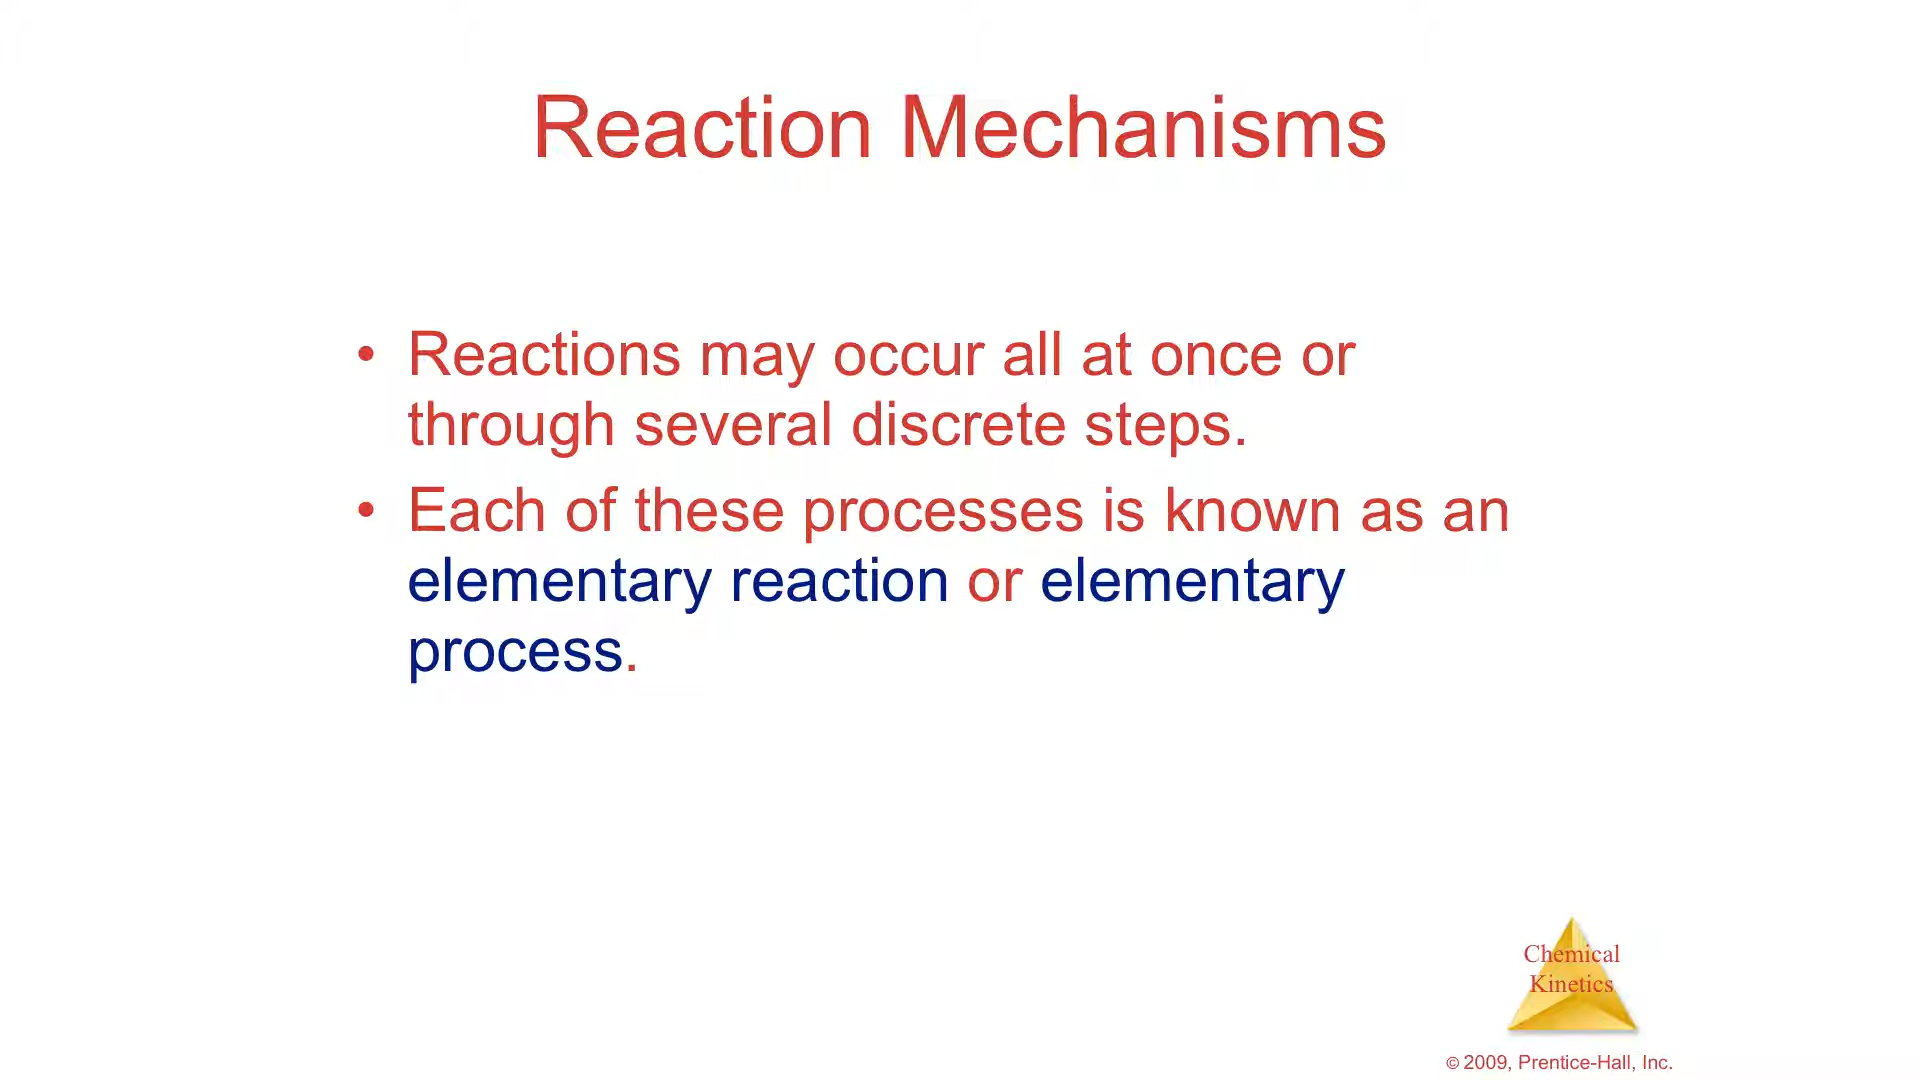 Reaction Mechanisms
• Reactions may occur all at once or
through several discrete steps.
• Each of these processes is known as an
elementary reaction or elementary
process.
Chemical
Kinetics
© 2009, Prentice-Hall, Inc.